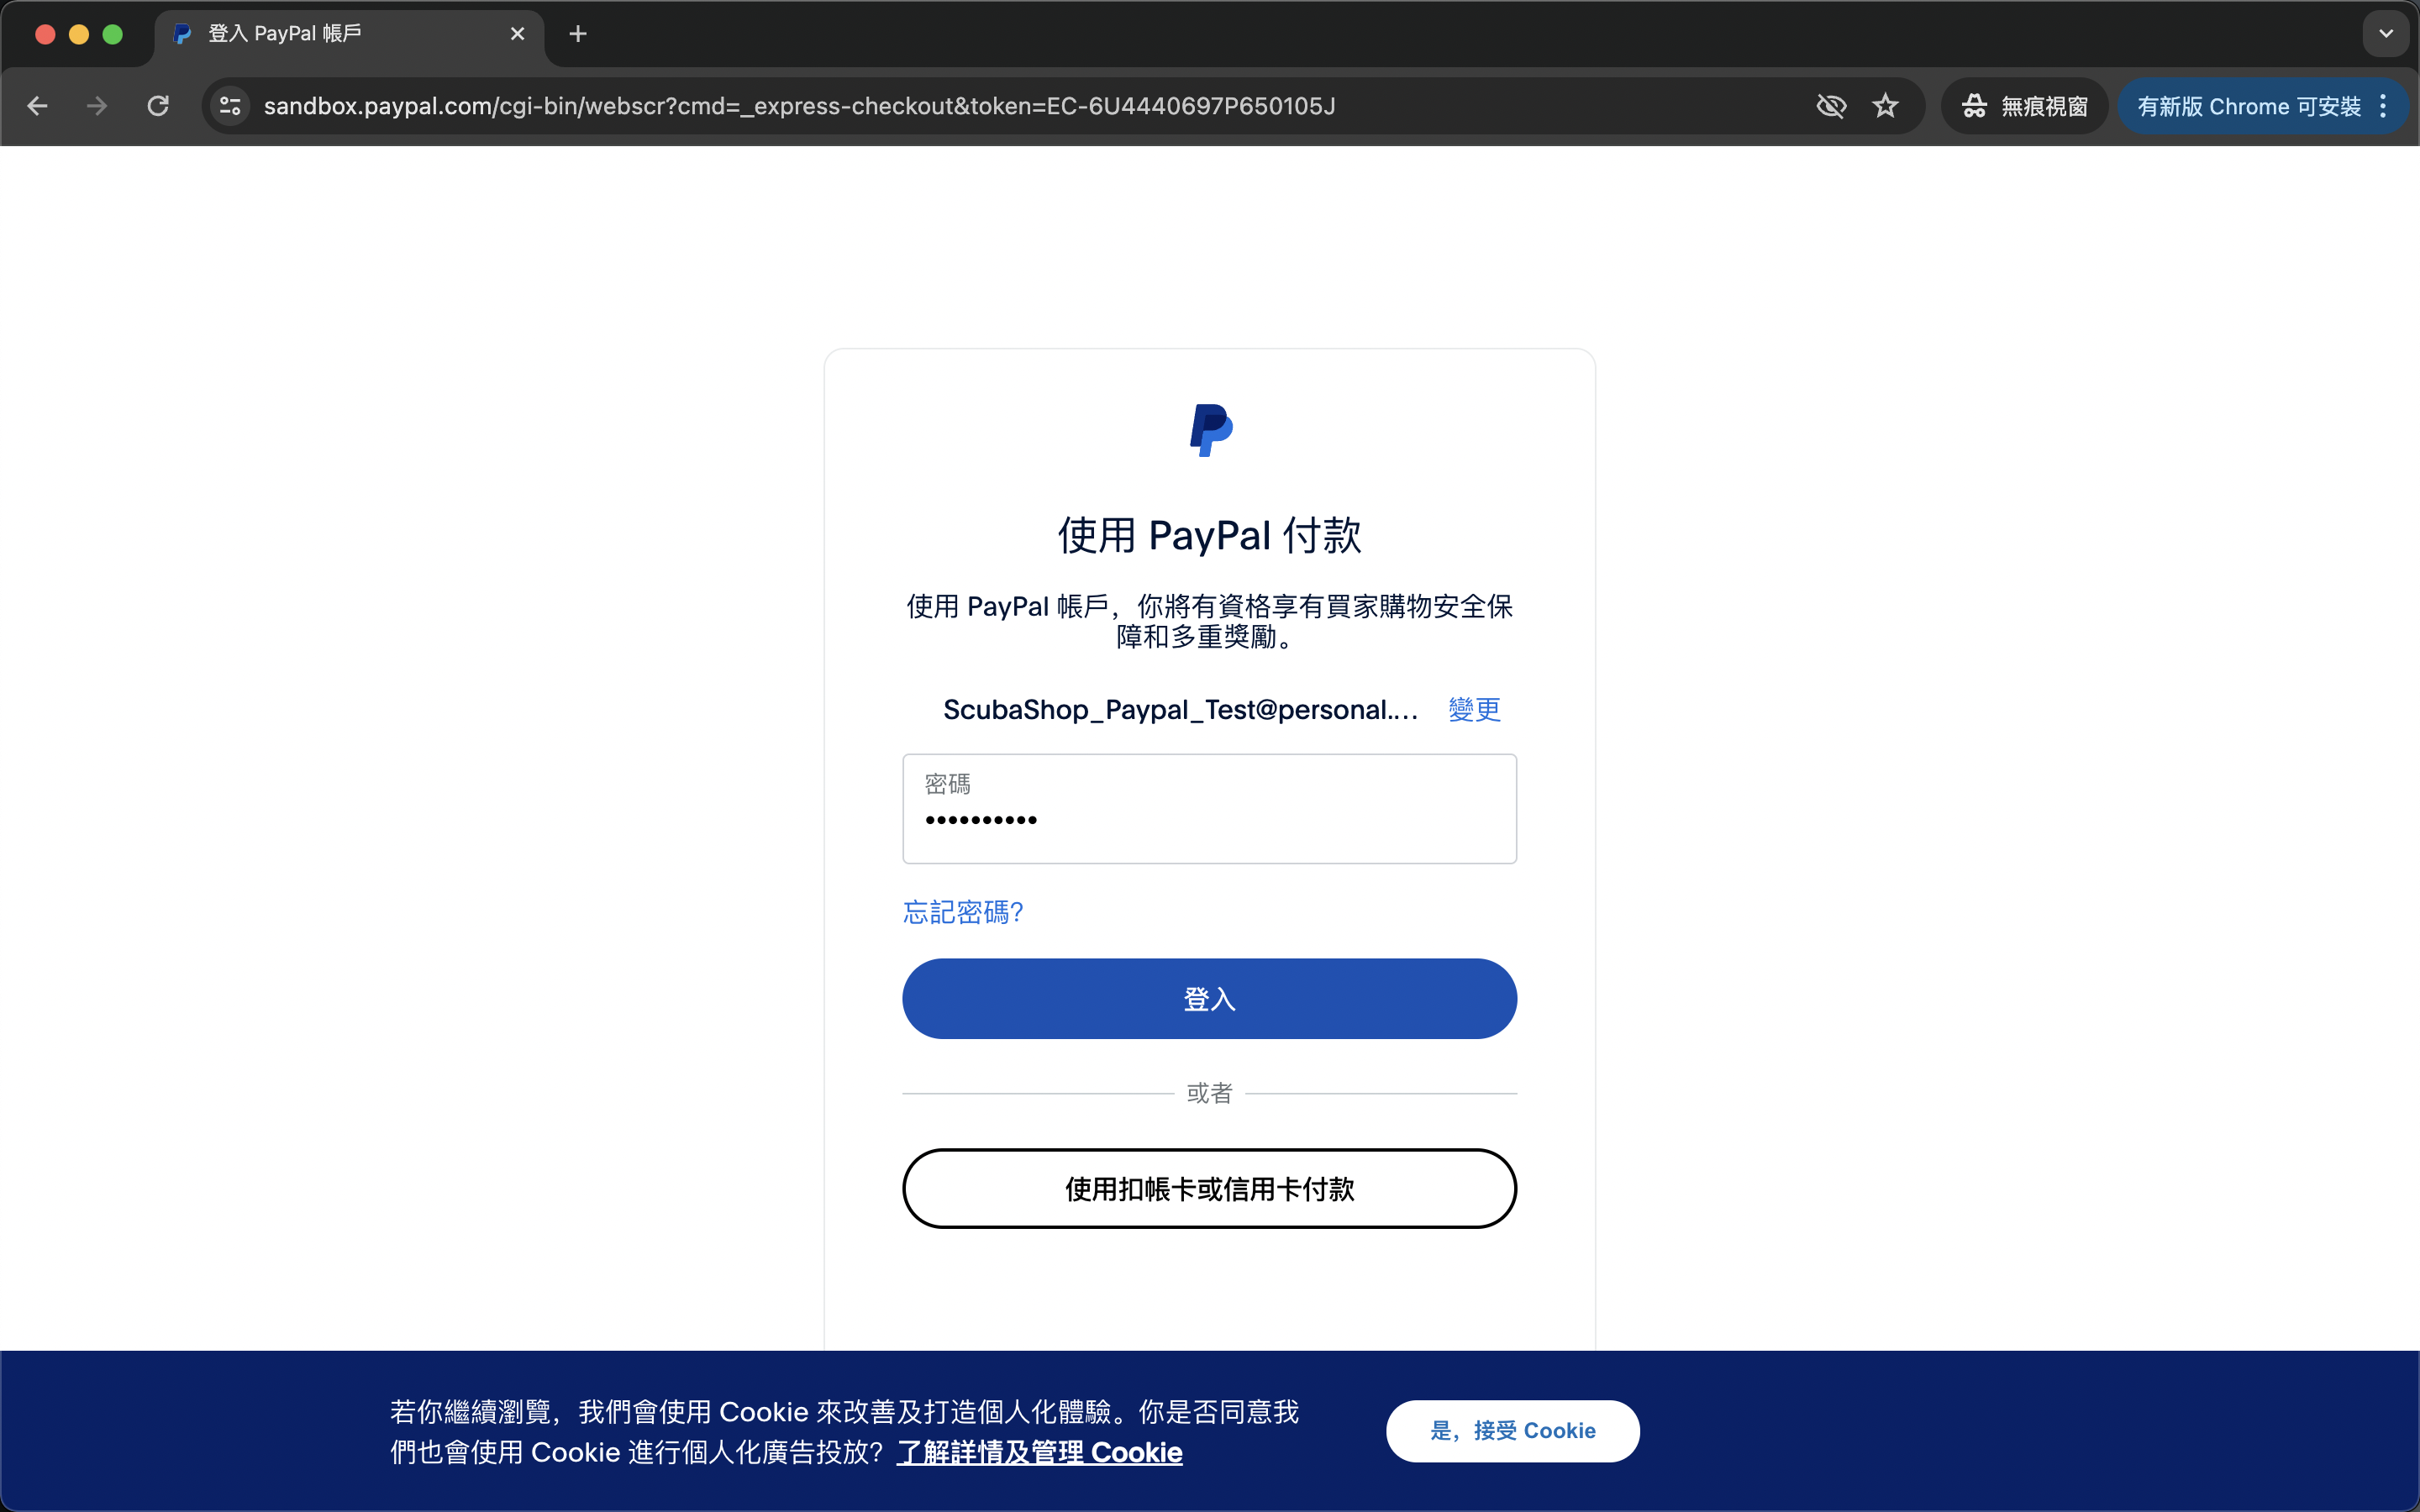 登入 PayPal 帳戶
sandbox.paypal.com/cgi-bin/webscr?cmd=_express-checkout&token=EC-6U4440697P650105J
無痕視窗
有新版 Chrome 可安裝
使用 PayPal 付款
使用 PayPal 帳戶，你將有資格享有買家購物安全保
障和多重獎勵。
ScubaShop_Paypal_Test@personal.... 變更
密碼
••••••••••
忘記密碼？
登入
或者
使用扣帳卡或信用卡付款
若你繼續瀏覽，我們會使用 Cookie 來改善及打造個人化體驗。你是否同意我
們也會使用 Cookie 進行個人化廣告投放？了解詳情及管理 Cookie
是，接受 Cookie